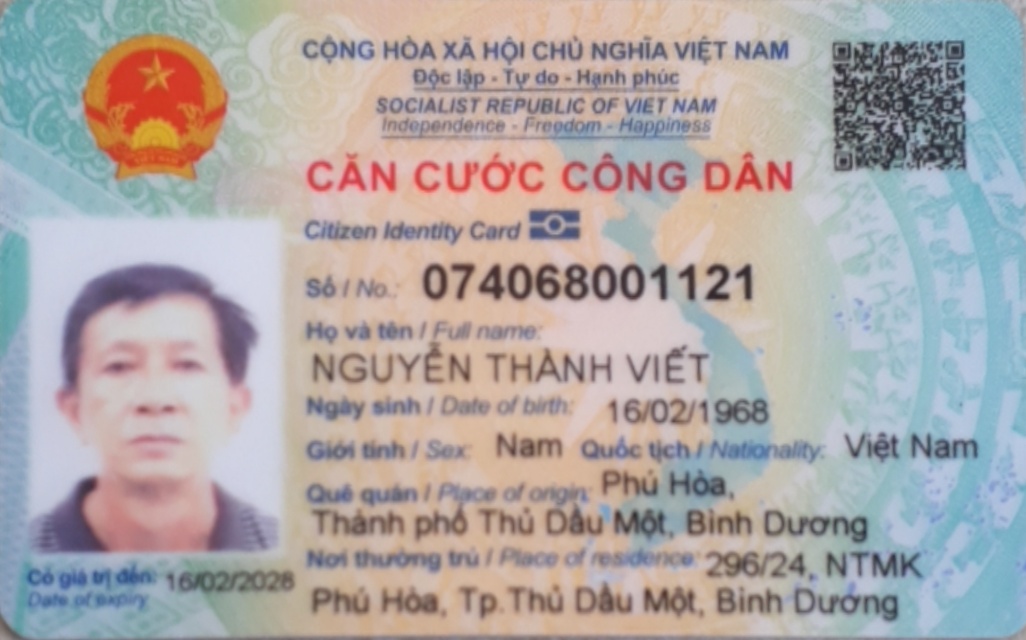 CỘNG HÒA XÃ HỘI CHỦ NGHĨA VIỆT NAM
Độc lập - Tự do - Hạnh phúc
SOCIALIST REPUBLIC OF VIET NAM
Independence - Freedom - Happiness
CĂN CƯỚC CÔNG DÂN
Citizen Identity Card
Số / No.: 074068001121
Họ và tên / Full name:
NGUYỄN THÀNH VIẾT
Ngày sinh / Date of birth: 16/02/1968
Giới tính / Sex: Nam Quốc tịch / Nationality: Việt Nam
Quê quán / Place of origin: Phú Hòa,
Thành phố Thủ Dầu Một, Bình Dương
Nơi thường trú / Place of residence: 296/24, NTMK
Phú Hòa, Tp.Thủ Dầu Một, Bình Dương
Có giá trị đến: 16/02/2028
Date of expiry